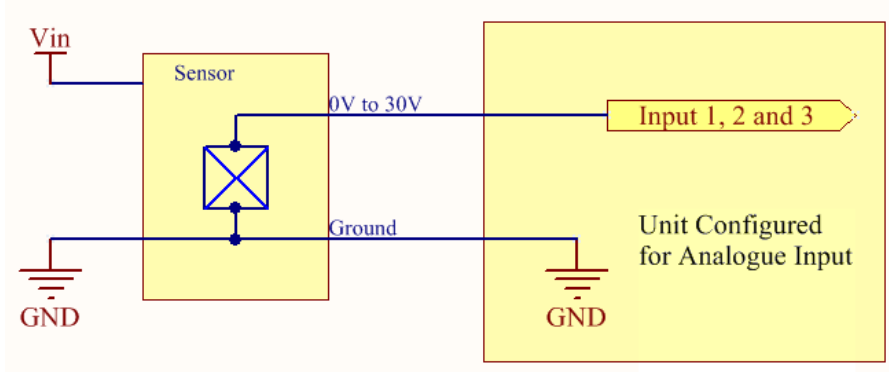 Vin
Sensor
0V to 30V
Input 1, 2 and 3
Ground
Unit Configured
for Analogue Input
GND
GND